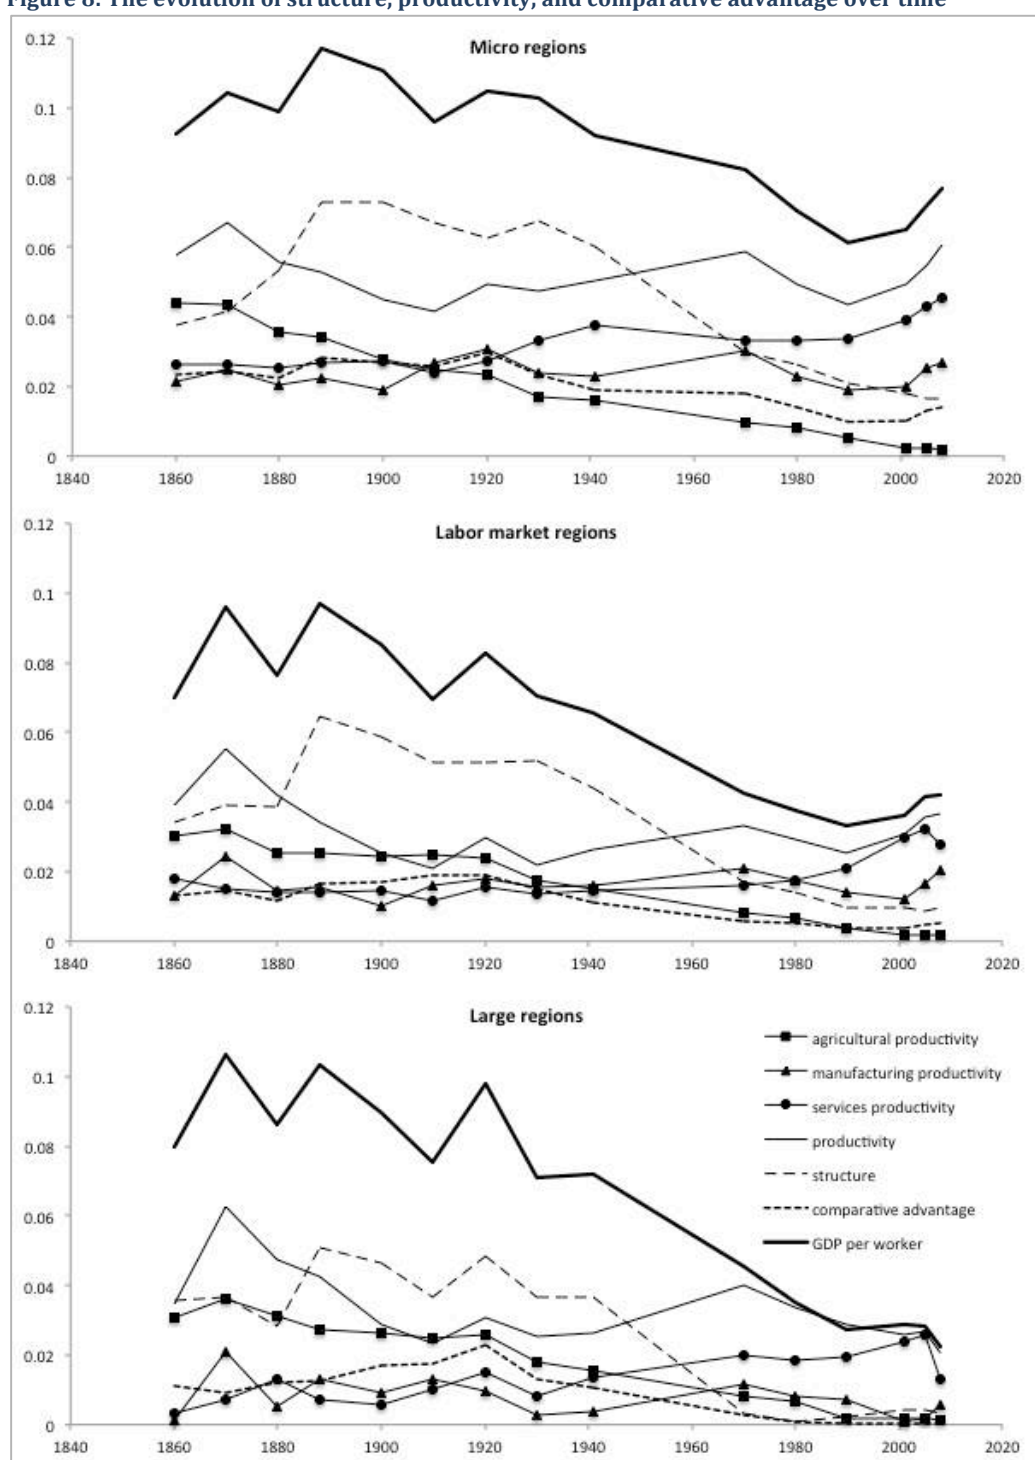 Figure 8: The evolution of structure, productivity, and comparative advantage over time
Micro regions
0.12
0.1
0.08
0.06
0.04
0.02
0
1840 1860 1880 1900 1920 1940 1960 1980 2000 2020
Labor market regions
0.12
0.1
0.08
0.06
0.04
0.02
0
1840 1860 1880 1900 1920 1940 1960 1980 2000 2020
Large regions
0.12
0.1
0.08
0.06
0.04
0.02
0
1840 1860 1880 1900 1920 1940 1960 1980 2000 2020
agricultural productivity
manufacturing productivity
services productivity
productivity
structure
comparative advantage
GDP per worker